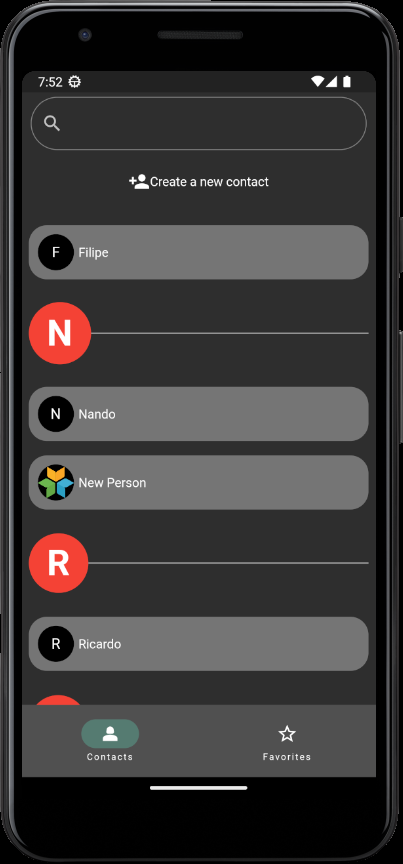 7:52
Create a new contact
F Filipe
N
N Nando
New Person
R
R Ricardo
Contacts Favorites